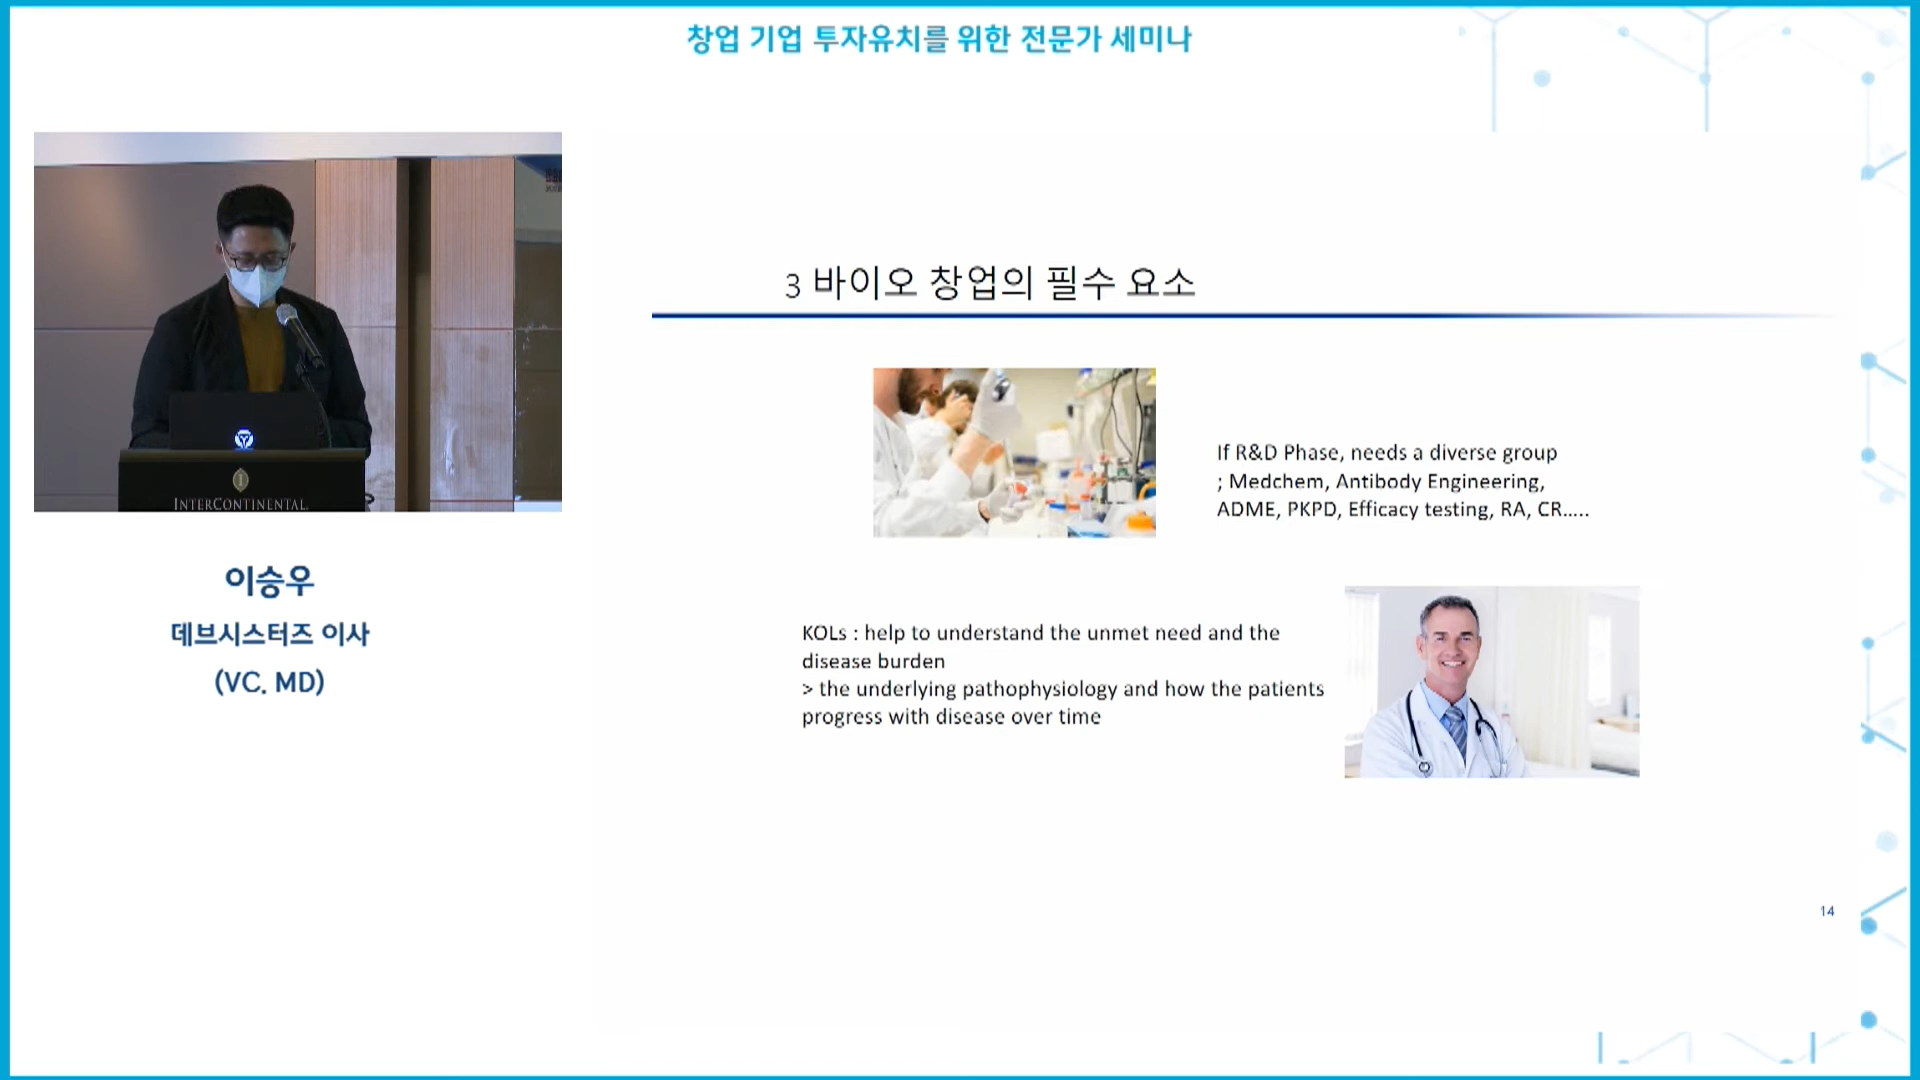 창업 기업 투자유치를 위한 전문가 세미나
INTERCONTINENTAL.
이승우
데브시스터즈 이사
(VC, MD)
3 바이오 창업의 필수 요소
If R&D Phase, needs a diverse group
; Medchem, Antibody Engineering,
ADME, PKPD, Efficacy testing, RA, CR…..
KOLs : help to understand the unmet need and the
disease burden
> the underlying pathophysiology and how the patients
progress with disease over time
14